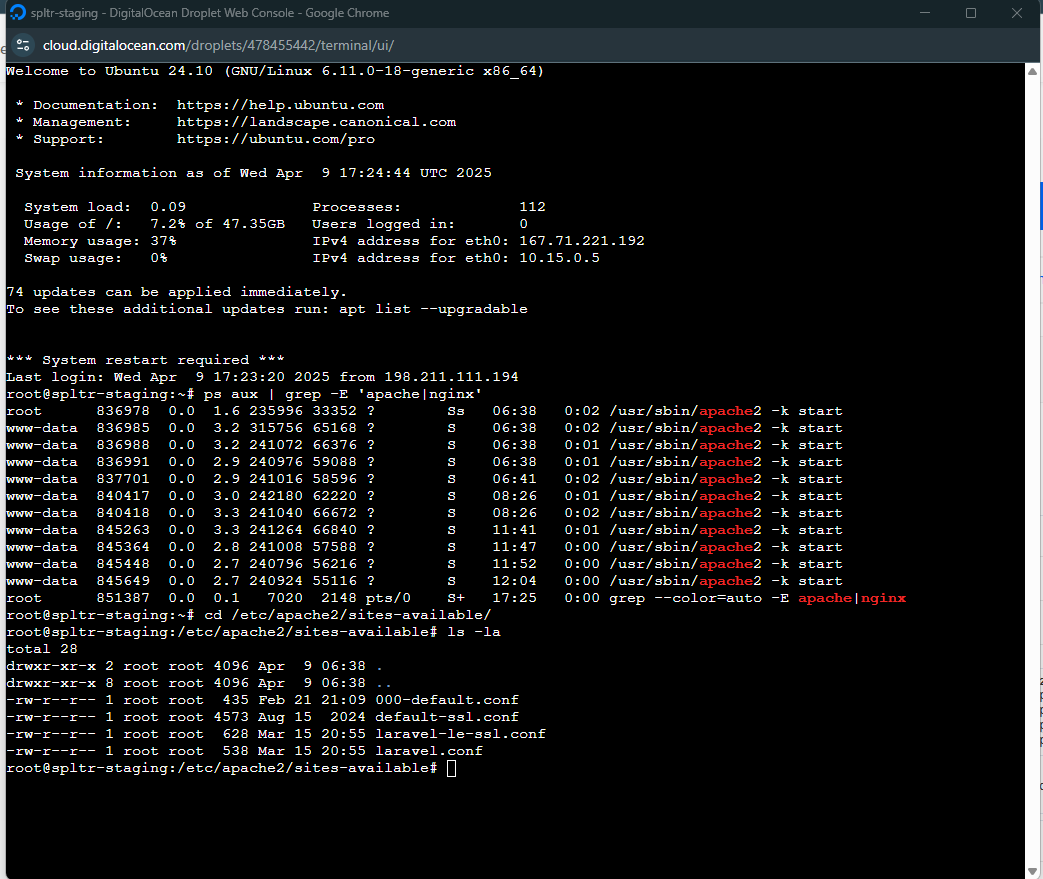 spltr-staging - DigitalOcean Droplet Web Console - Google Chrome
cloud.digitalocean.com/droplets/478455442/terminal/ui/
Welcome to Ubuntu 24.10 (GNU/Linux 6.11.0-18-generic x86_64)
* Documentation:  https://help.ubuntu.com
* Management:     https://landscape.canonical.com
* Support:        https://ubuntu.com/pro
System information as of Wed Apr  9 17:24:44 UTC 2025
System load:  0.09              Processes:             112
Usage of /:   7.2% of 47.35GB   Users logged in:       0
Memory usage: 37%                IPv4 address for eth0: 167.71.221.192
Swap usage:   0%                IPv4 address for eth0: 10.15.0.5
74 updates can be applied immediately.
To see these additional updates run: apt list --upgradable
*** System restart required ***
Last login: Wed Apr  9 17:23:20 2025 from 198.211.111.194
root@spltr-staging:~# ps aux | grep -E 'apache|nginx'
root      836978  0.0  1.6 235996 33352 ?        Ss   06:38   0:02 /usr/sbin/apache2 -k start
www-data  836985  0.0  3.2 315756 65168 ?        S    06:38   0:02 /usr/sbin/apache2 -k start
www-data  836988  0.0  3.2 241072 66376 ?        S    06:38   0:01 /usr/sbin/apache2 -k start
www-data  836991  0.0  2.9 240976 59088 ?        S    06:38   0:01 /usr/sbin/apache2 -k start
www-data  837701  0.0  2.9 241016 58596 ?        S    06:41   0:02 /usr/sbin/apache2 -k start
www-data  840417  0.0  3.0 242180 62220 ?        S    08:26   0:01 /usr/sbin/apache2 -k start
www-data  840418  0.0  3.3 241040 66672 ?        S    08:26   0:02 /usr/sbin/apache2 -k start
www-data  845263  0.0  3.3 241264 66840 ?        S    11:41   0:01 /usr/sbin/apache2 -k start
www-data  845364  0.0  2.8 241008 57588 ?        S    11:47   0:00 /usr/sbin/apache2 -k start
www-data  845448  0.0  2.7 240796 56216 ?        S    11:52   0:00 /usr/sbin/apache2 -k start
www-data  845649  0.0  2.7 240924 55116 ?        S    12:04   0:00 /usr/sbin/apache2 -k start
root      851387  0.0  0.1   7020  2148 pts/0    S+   17:25   0:00 grep --color=auto -E apache|nginx
root@spltr-staging:~# cd /etc/apache2/sites-available/
root@spltr-staging:/etc/apache2/sites-available# ls -la
total 28
drwxr-xr-x 2 root root 4096 Apr  9 06:38 .
drwxr-xr-x 8 root root 4096 Apr  9 06:38 ..
-rw-r--r-- 1 root root  435 Feb 21 21:09 000-default.conf
-rw-r--r-- 1 root root 4573 Aug 15  2024 default-ssl.conf
-rw-r--r-- 1 root root  628 Mar 15 20:55 laravel-le-ssl.conf
-rw-r--r-- 1 root root  538 Mar 15 20:55 laravel.conf
root@spltr-staging:/etc/apache2/sites-available#